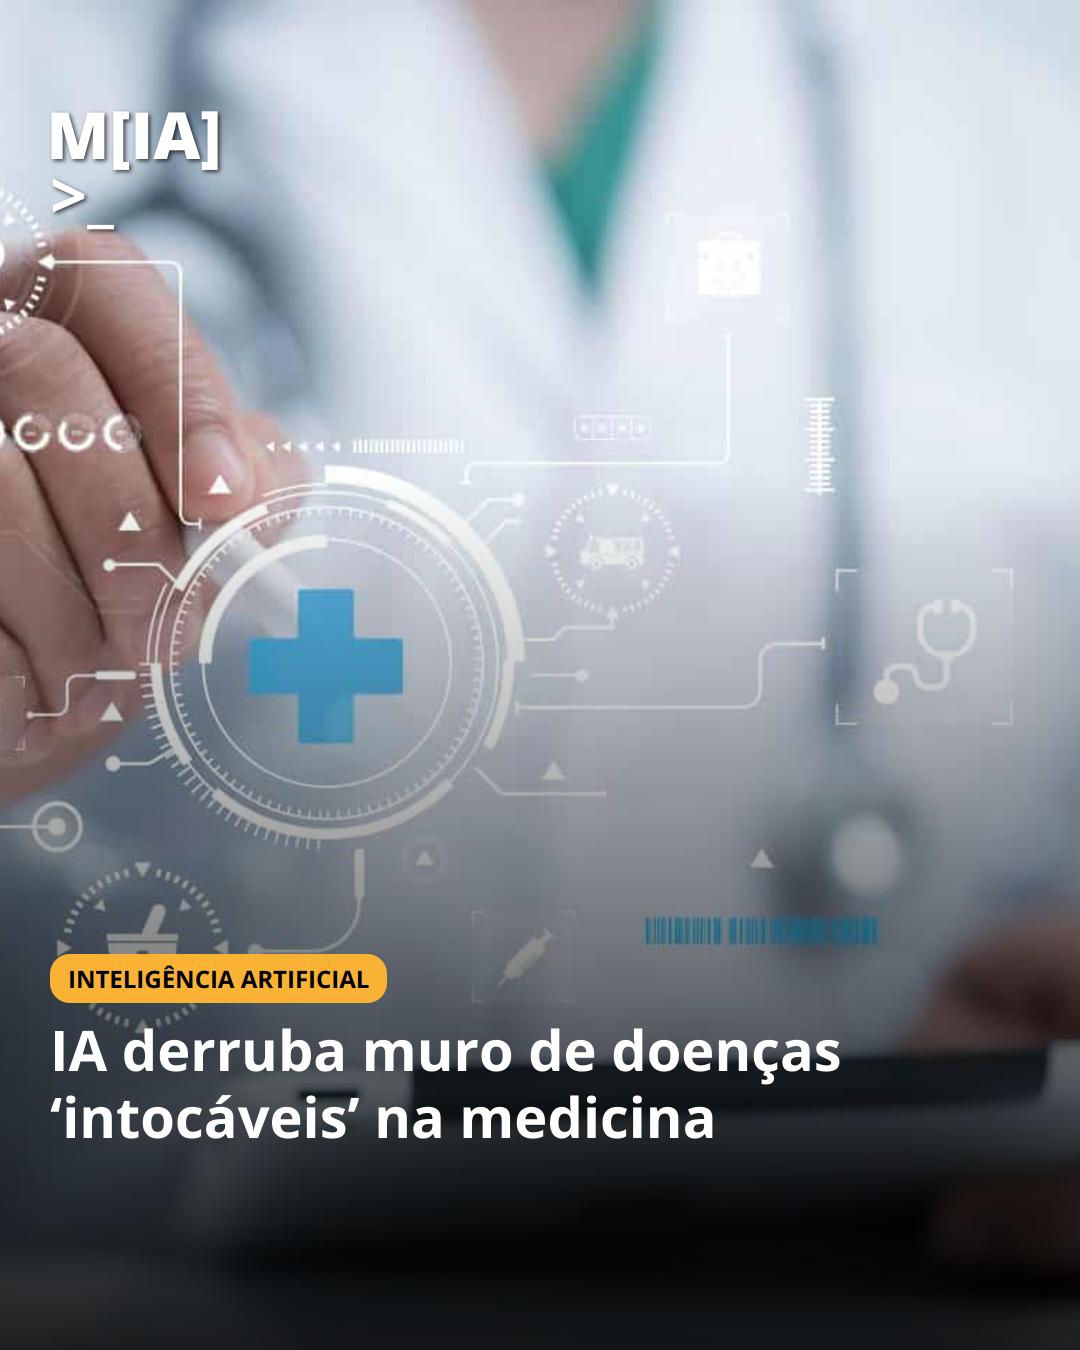 M[IA]
>_
INTELIGÊNCIA ARTIFICIAL
IA derruba muro de doenças
‘intocáveis’ na medicina